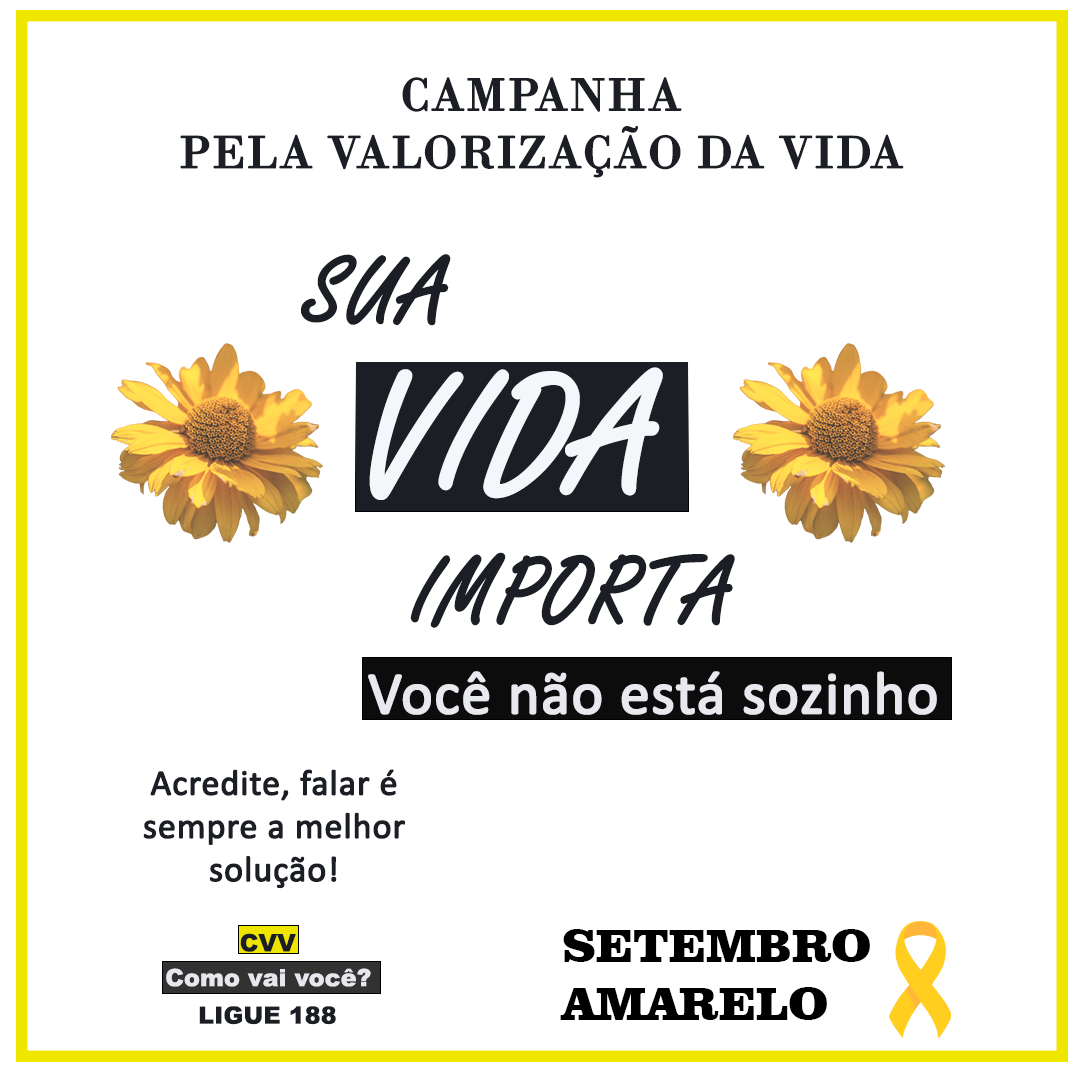 CAMPANHA
PELA VALORIZAÇÃO DA VIDA
SUA
VIDA
IMPORTA
Você não está sozinho
Acredite, falar é
sempre a melhor
solução!
CVV
Como vai você?
LIGUE 188
SETEMBRO
AMARELO